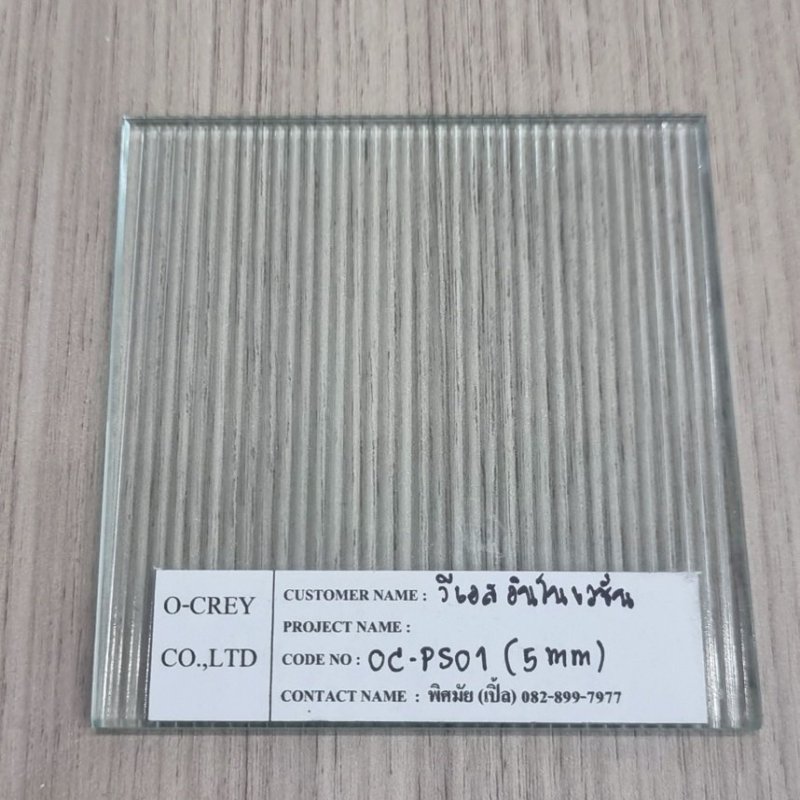 O-CREY
CO.,LTD
CUSTOMER NAME : วีเอส อินโนเวชั่น
PROJECT NAME :
CODE NO : OC-PS01 (5mm)
CONTACT NAME : พิศมัย (เปิ้ล) 082-899-7977